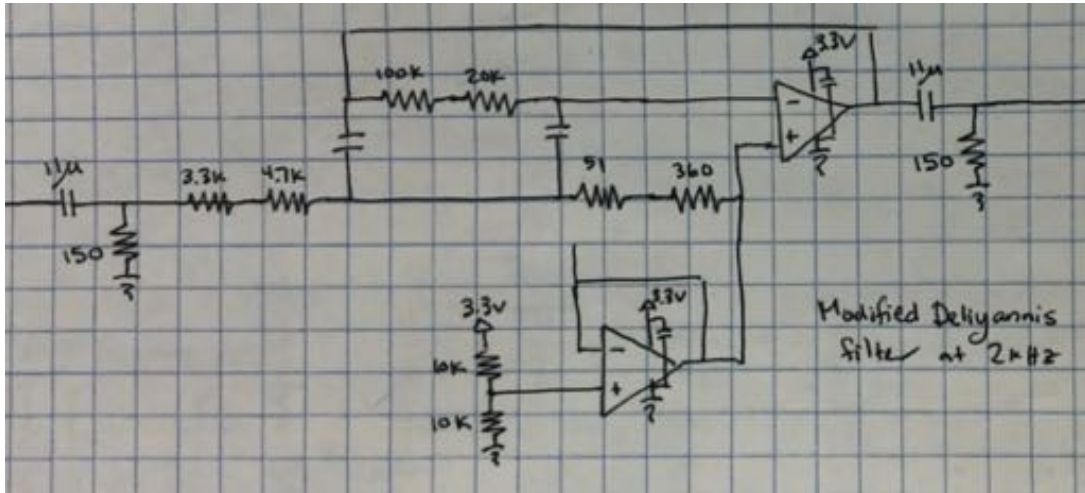 3.3V
100K
20K
11μ
-
+
11μ
3.3K
4.7K
51
360
150
150
3.3V
3.3V
-
10K
+
10K
Modified Deliyannis
filter at 2kHz